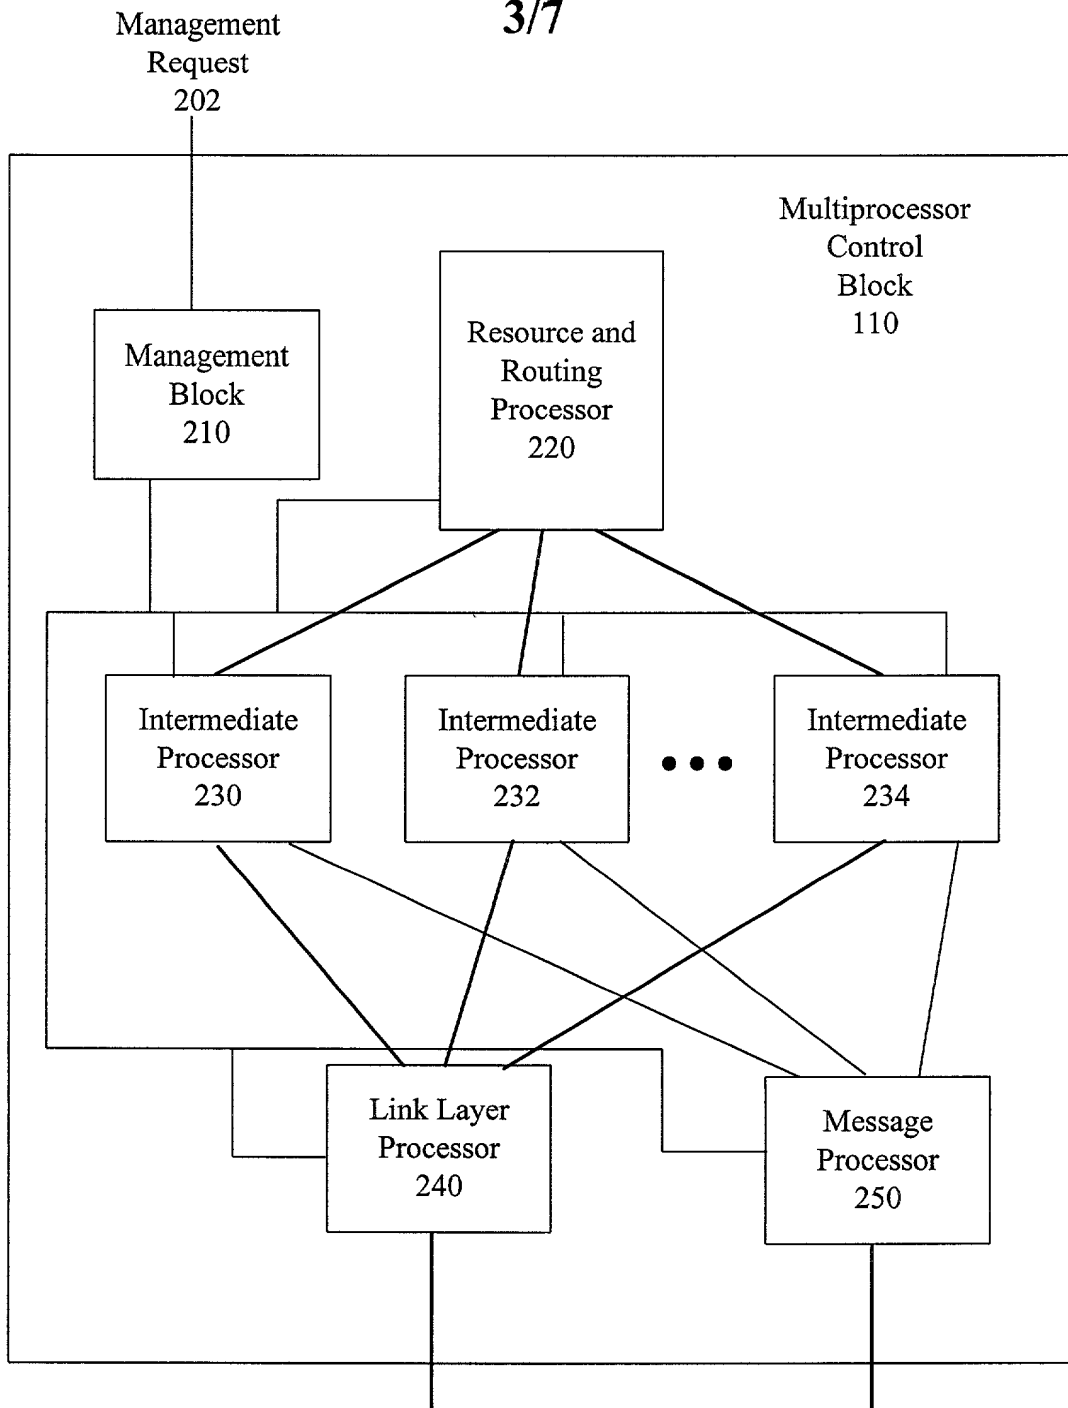 3/7
Management
Request
202
Multiprocessor
Control
Block
110
Resource and
Routing
Processor
220
Management
Block
210
Intermediate
Processor
230
Intermediate
Processor
232
Intermediate
Processor
234
Link Layer
Processor
240
Message
Processor
250